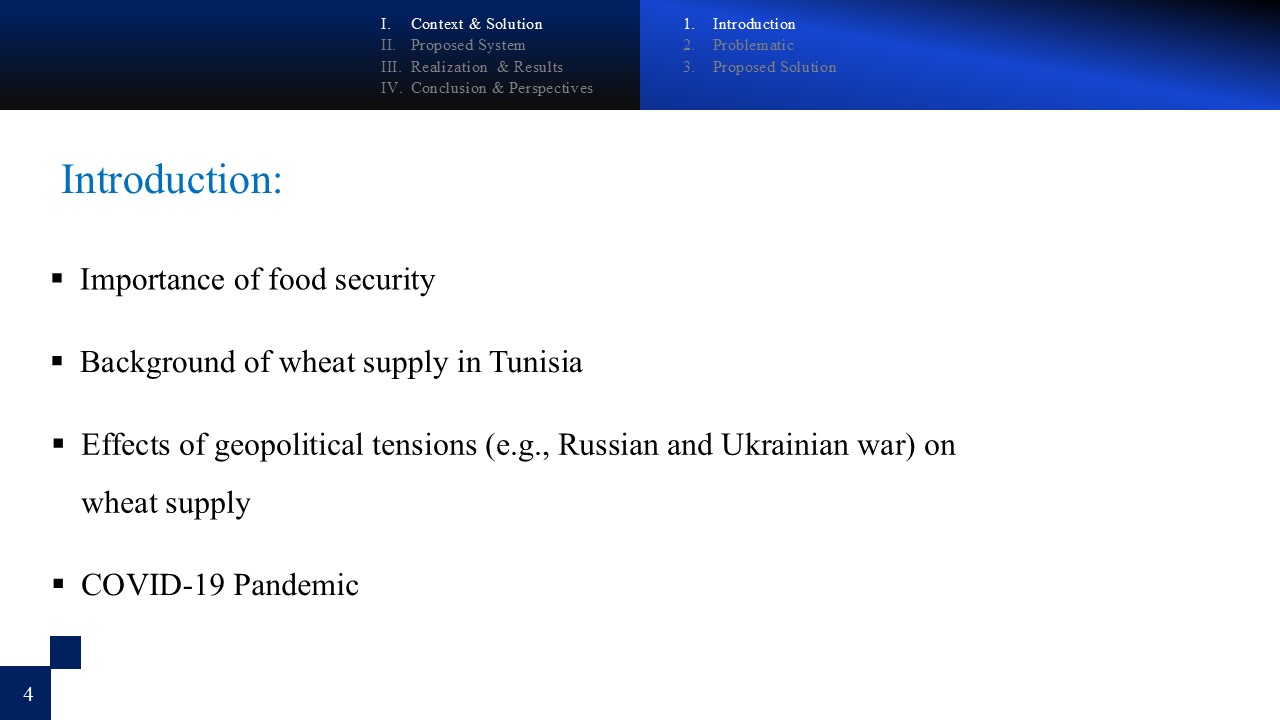 I. Context & Solution
II. Proposed System
III. Realization & Results
IV. Conclusion & Perspectives
1. Introduction
2. Problematic
3. Proposed Solution
Introduction:
▪ Importance of food security
▪ Background of wheat supply in Tunisia
▪ Effects of geopolitical tensions (e.g., Russian and Ukrainian war) on
wheat supply
▪ COVID-19 Pandemic
4